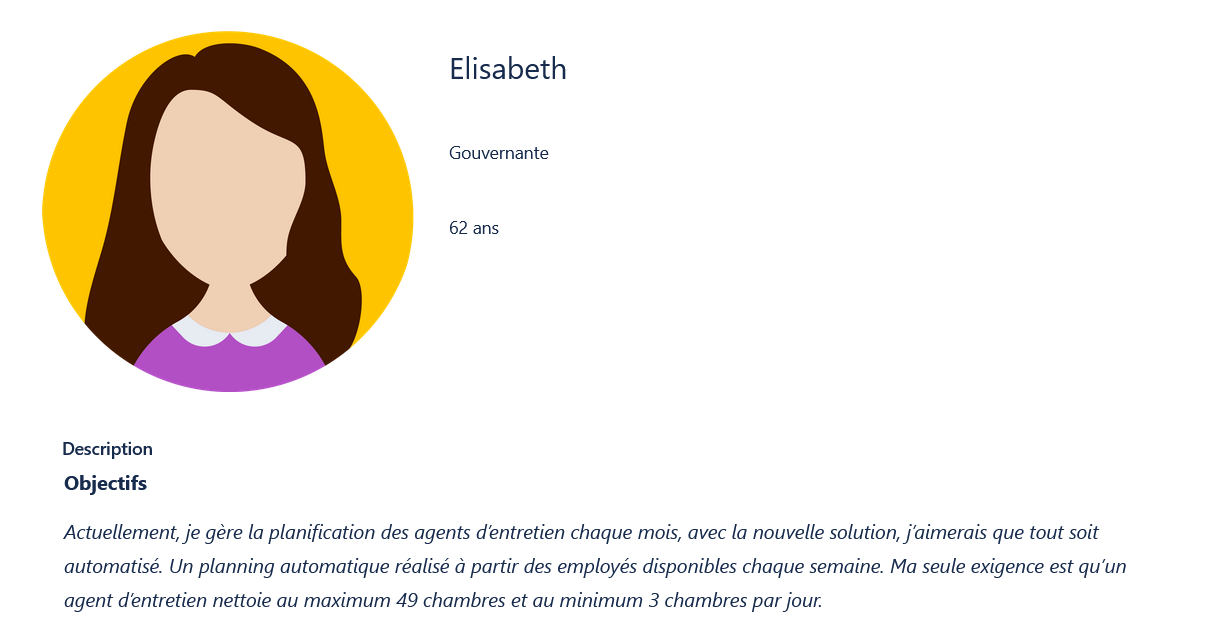 Elisabeth
Gouvernante
62 ans
Description
Objectifs
Actuellement, je gère la planification des agents d’entretien chaque mois, avec la nouvelle solution, j’aimerais que tout soit
automatisé. Un planning automatique réalisé à partir des employés disponibles chaque semaine. Ma seule exigence est qu’un
agent d’entretien nettoie au maximum 49 chambres et au minimum 3 chambres par jour.